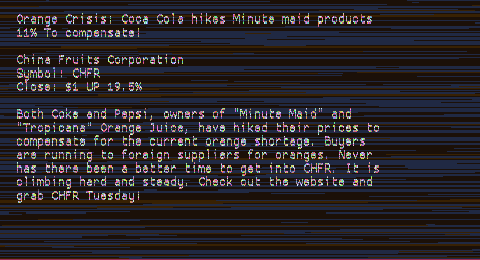 Orange Crisis: Coca Cola hikes Minute maid products
11% To compensate!
China Fruits Corporation
Symbol: CHFR
Close: $1 UP 19.5%
Both Coke and Pepsi, owners of "Minute Maid" and
"Tropicana" Orange Juice, have hiked their prices to
compensate for the current orange shortage. Buyers
are running to foreign suppliers for oranges. Never
has there been a better time to get into CHFR. It is
climbing hard and steady. Check out the website and
grab CHFR Tuesday!